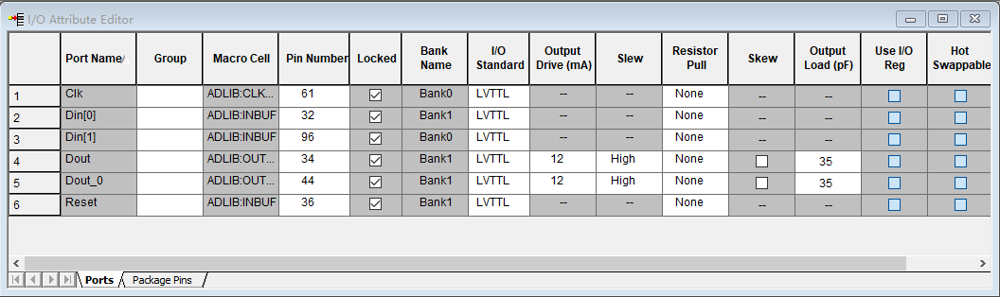 I/O Attribute Editor
Port Name/ Group Macro Cell Pin Number Locked Bank Name I/O Standard Output Drive (mA) Slew Resistor Pull Skew Output Load (pF) Use I/O Reg Hot Swappable
1 Clk ADLIB:CLK... 61 Bank0 LVTTL -- -- None -- --
2 Din[0] ADLIB:INBUF 32 Bank1 LVTTL -- -- None -- --
3 Din[1] ADLIB:INBUF 96 Bank0 LVTTL -- -- None -- --
4 Dout ADLIB:OUT... 34 Bank1 LVTTL 12 High None 35
5 Dout_0 ADLIB:OUT... 44 Bank1 LVTTL 12 High None 35
6 Reset ADLIB:INBUF 36 Bank1 LVTTL -- -- None -- --
Ports Package Pins